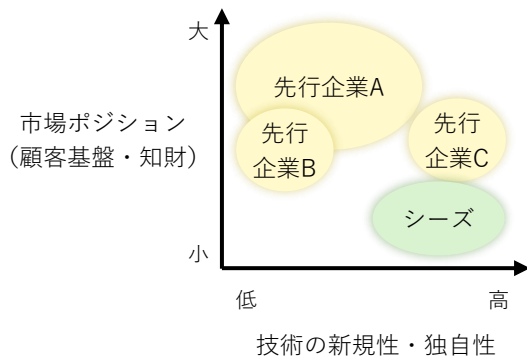 大
市場ポジション
（顧客基盤・知財）
小
先行企業A
先行
企業B
先行
企業C
シーズ
低
高
技術の新規性・独自性